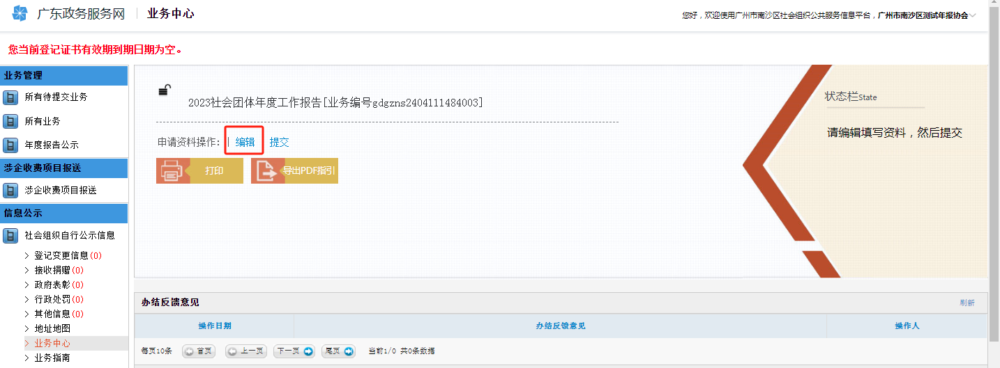 广东政务服务网 业务中心
您好，欢迎使用广州市南沙区社会组织公共服务信息平台，广州市南沙区测试年报协会
您当前登记证书有效期到期日期为空。
业务管理
所有待提交业务
所有业务
年度报告公示
涉企收费项目报送
涉企收费项目报送
信息公示
社会组织自行公示信息
登记变更信息(0)
接收捐赠(0)
政府表彰(0)
行政处罚(0)
其他信息(0)
地址地图
业务中心
业务指南
2023社会团体年度工作报告[业务编号gdgzns2404111484003]
申请资料操作：| 编辑 提交
打印 导出PDF指引
状态栏State
请编辑填写资料，然后提交
办结反馈意见 刷新
操作日期 办结反馈意见 操作人
每页10条 首页 上一页 下一页 尾页 当前1/0 共0条数据